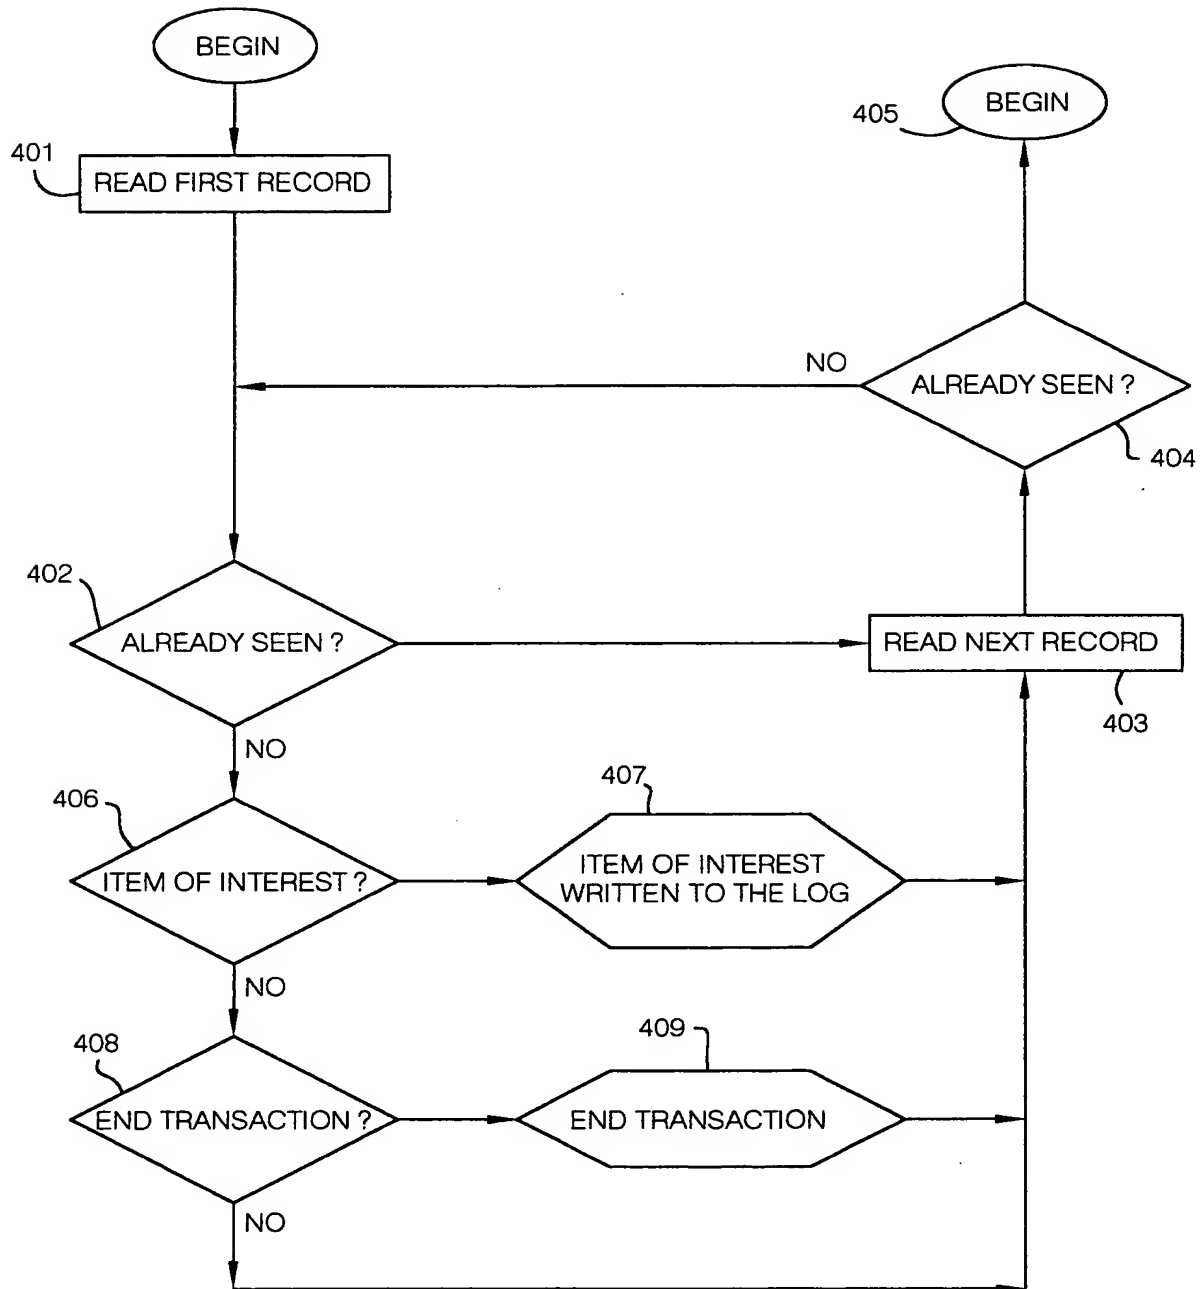 BEGIN
BEGIN
405
401
READ FIRST RECORD
NO
ALREADY SEEN ?
404
402
ALREADY SEEN ?
READ NEXT RECORD
403
NO
407
406
ITEM OF INTEREST ?
ITEM OF INTEREST
WRITTEN TO THE LOG
NO
409
408
END TRANSACTION ?
END TRANSACTION
NO